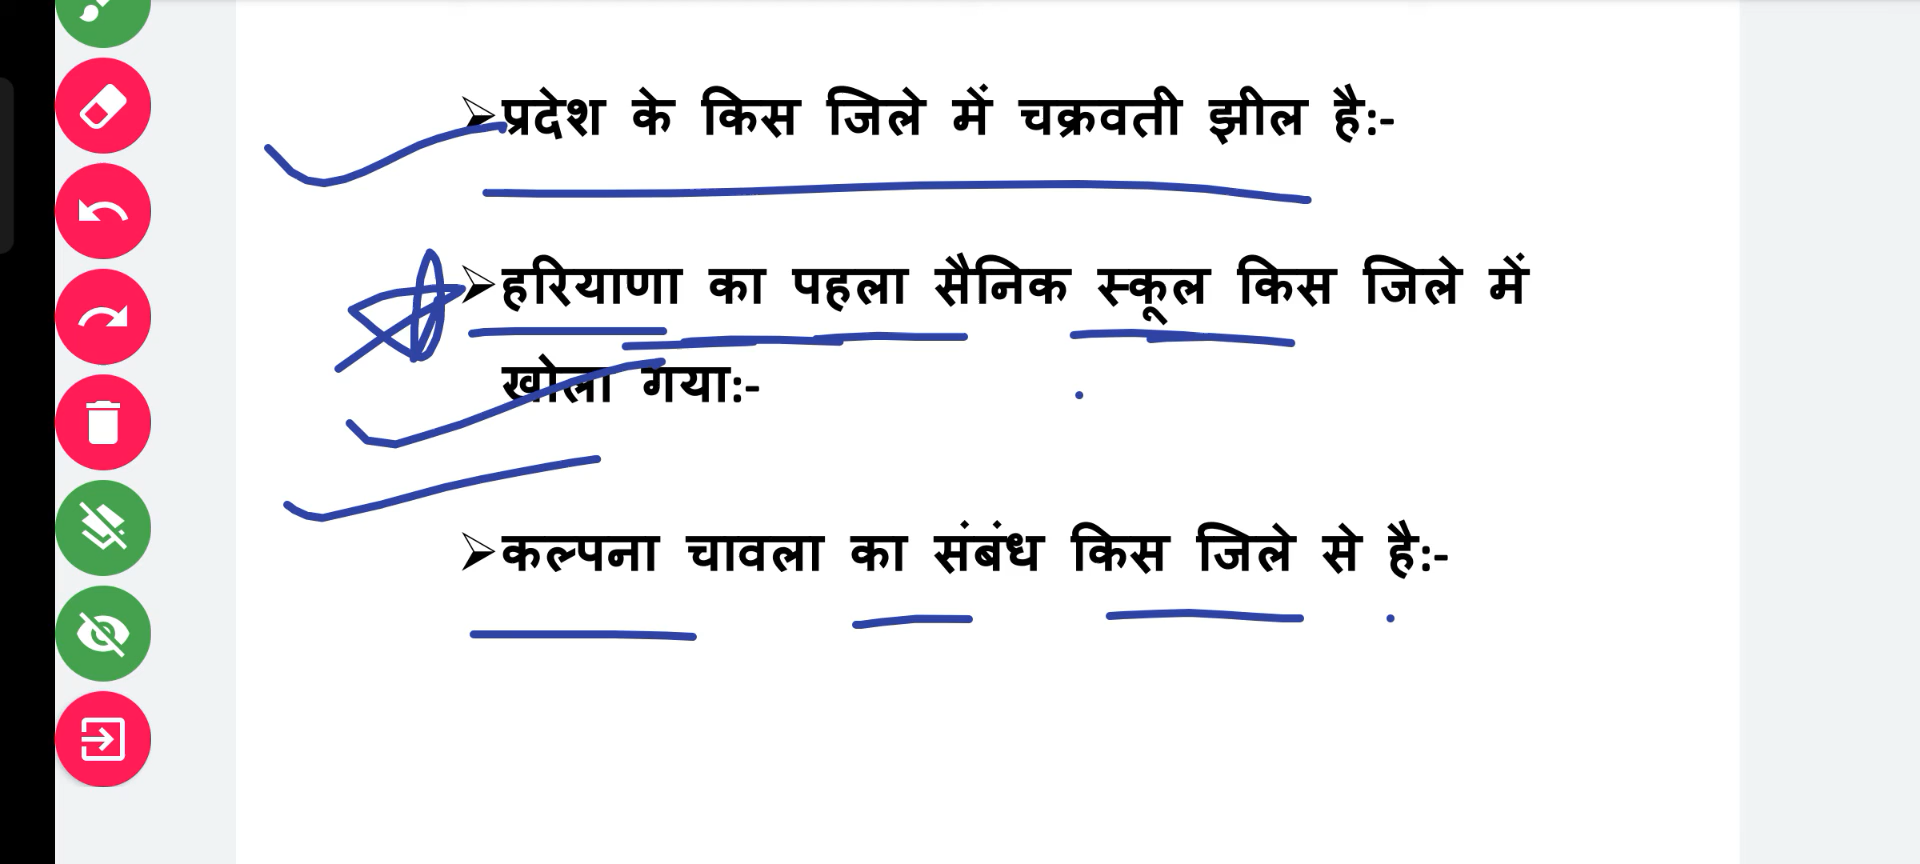 ➢प्रदेश के किस जिले में चक्रवती झील है:-
➢हरियाणा का पहला सैनिक स्कूल किस जिले में
खोला गया:-
➢कल्पना चावला का संबंध किस जिले से है:-